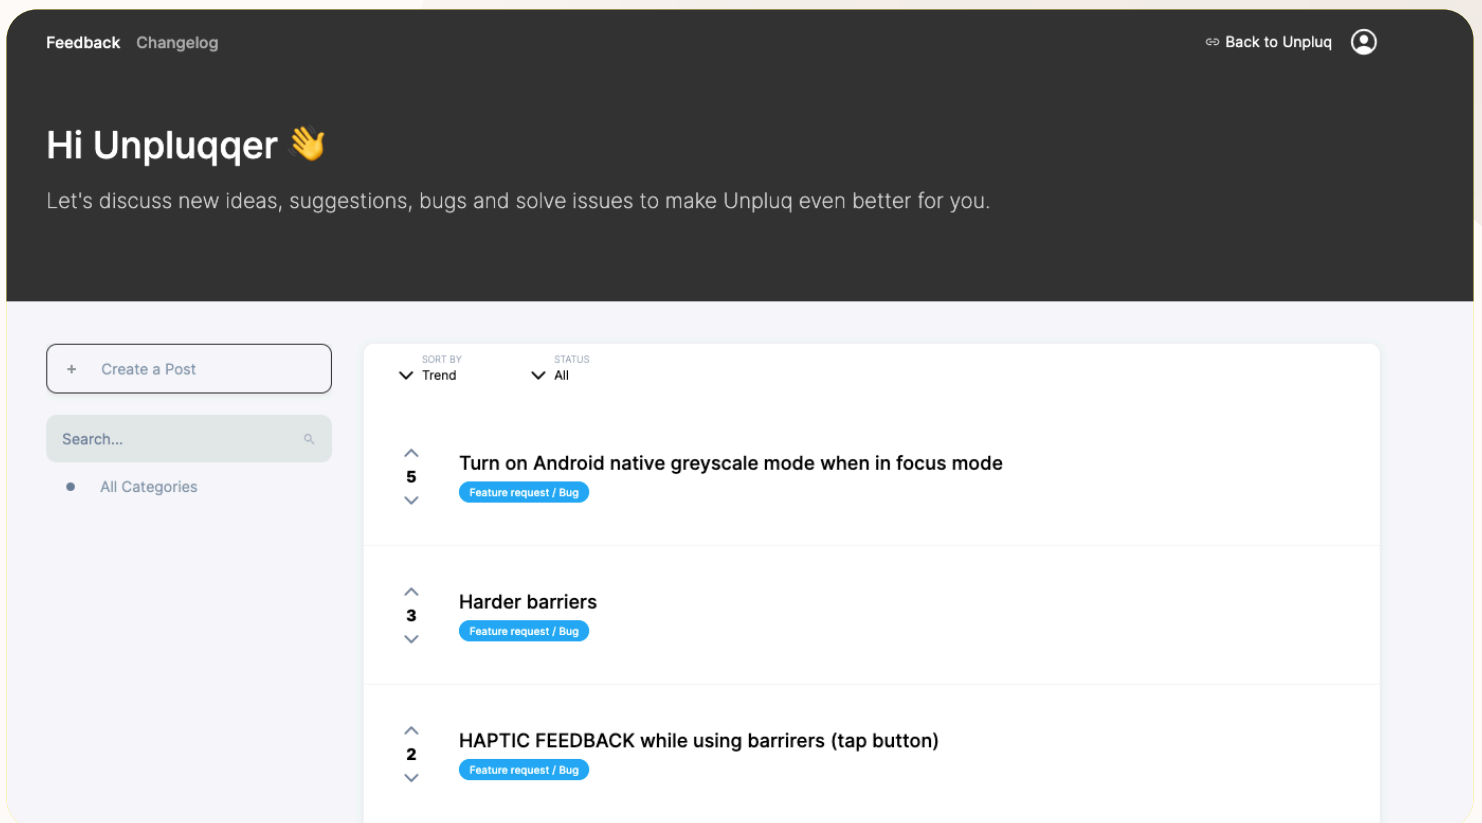 Feedback Changelog
Back to Unpluq
Hi Unpluqqer 👋
Let's discuss new ideas, suggestions, bugs and solve issues to make Unpluq even better for you.
+ Create a Post
Search...
All Categories
SORT BY
Trend
STATUS
All
5
Turn on Android native greyscale mode when in focus mode
Feature request / Bug
3
Harder barriers
Feature request / Bug
2
HAPTIC FEEDBACK while using barrirers (tap button)
Feature request / Bug